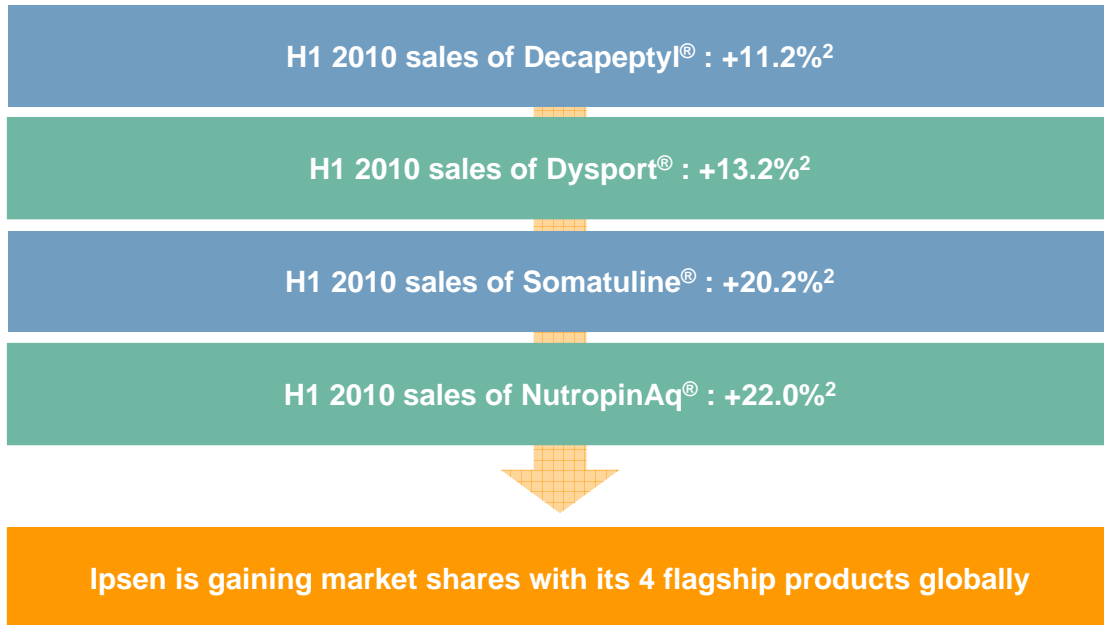 H1 2010 sales of Decapeptyl® : +11.2%²
H1 2010 sales of Dysport® : +13.2%²
H1 2010 sales of Somatuline® : +20.2%²
H1 2010 sales of NutropinAq® : +22.0%²
Ipsen is gaining market shares with its 4 flagship products globally